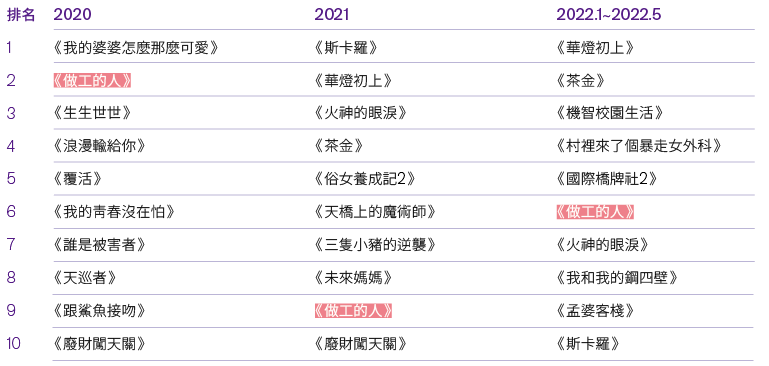 排名 2020 2021 2022.1~2022.5
1 《我的婆婆怎麼那麼可愛》 《斯卡羅》 《華燈初上》
2 《做工的人》 《華燈初上》 《茶金》
3 《生生世世》 《火神的眼淚》 《機智校園生活》
4 《浪漫輸給你》 《茶金》 《村裡來了個暴走女外科》
5 《覆活》 《俗女養成記2》 《國際橋牌社2》
6 《我的靑春沒在怕》 《天橋上的魔術師》 《做工的人》
7 《誰是被害者》 《三隻小豬的逆襲》 《火神的眼淚》
8 《天巡者》 《未來媽媽》 《我和我的鋼四壁》
9 《跟鯊魚接吻》 《做工的人》 《孟婆客棧》
10 《廢財闖天關》 《廢財闖天關》 《斯卡羅》